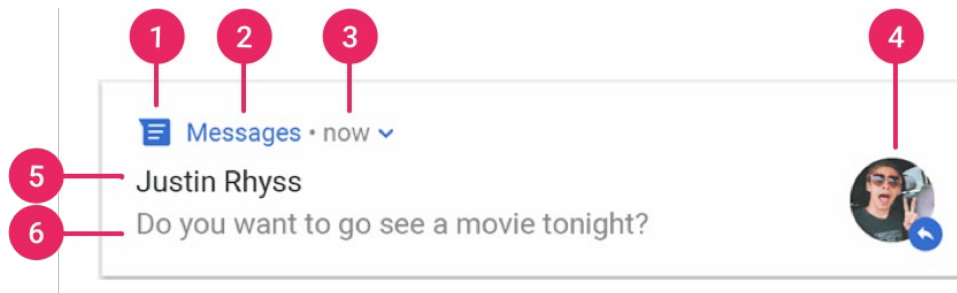 1 2 3 4
Messages • now
5 Justin Rhyss
6 Do you want to go see a movie tonight?